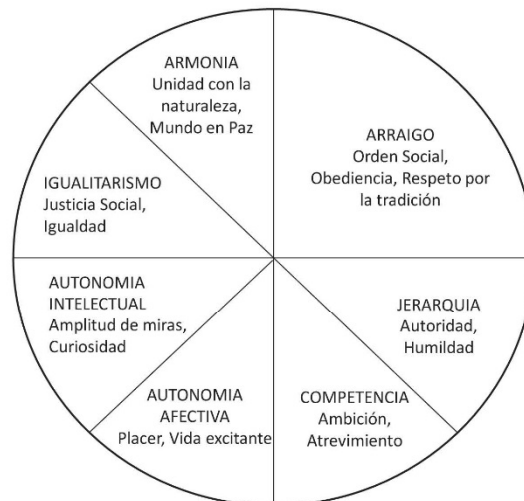 ARMONIA
Unidad con la
naturaleza,
Mundo en Paz
ARRAIGO
Orden Social,
Obediencia, Respeto por
la tradición
IGUALITARISMO
Justicia Social,
Igualdad
AUTONOMIA
INTELECTUAL
Amplitud de miras,
Curiosidad
JERARQUIA
Autoridad,
Humildad
AUTONOMIA
AFECTIVA
Placer, Vida excitante
COMPETENCIA
Ambición,
Atrevimiento